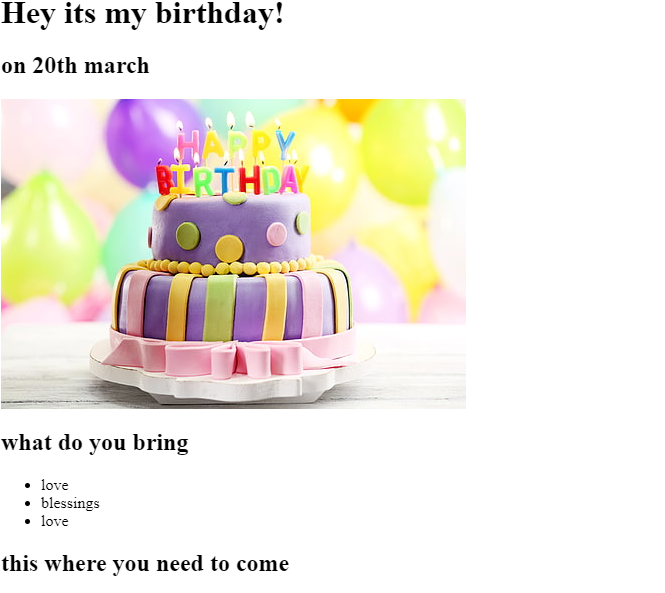 Hey its my birthday!
on 20th march
HAPPY
BIRTHDAY
what do you bring
love
blessings
love
this where you need to come